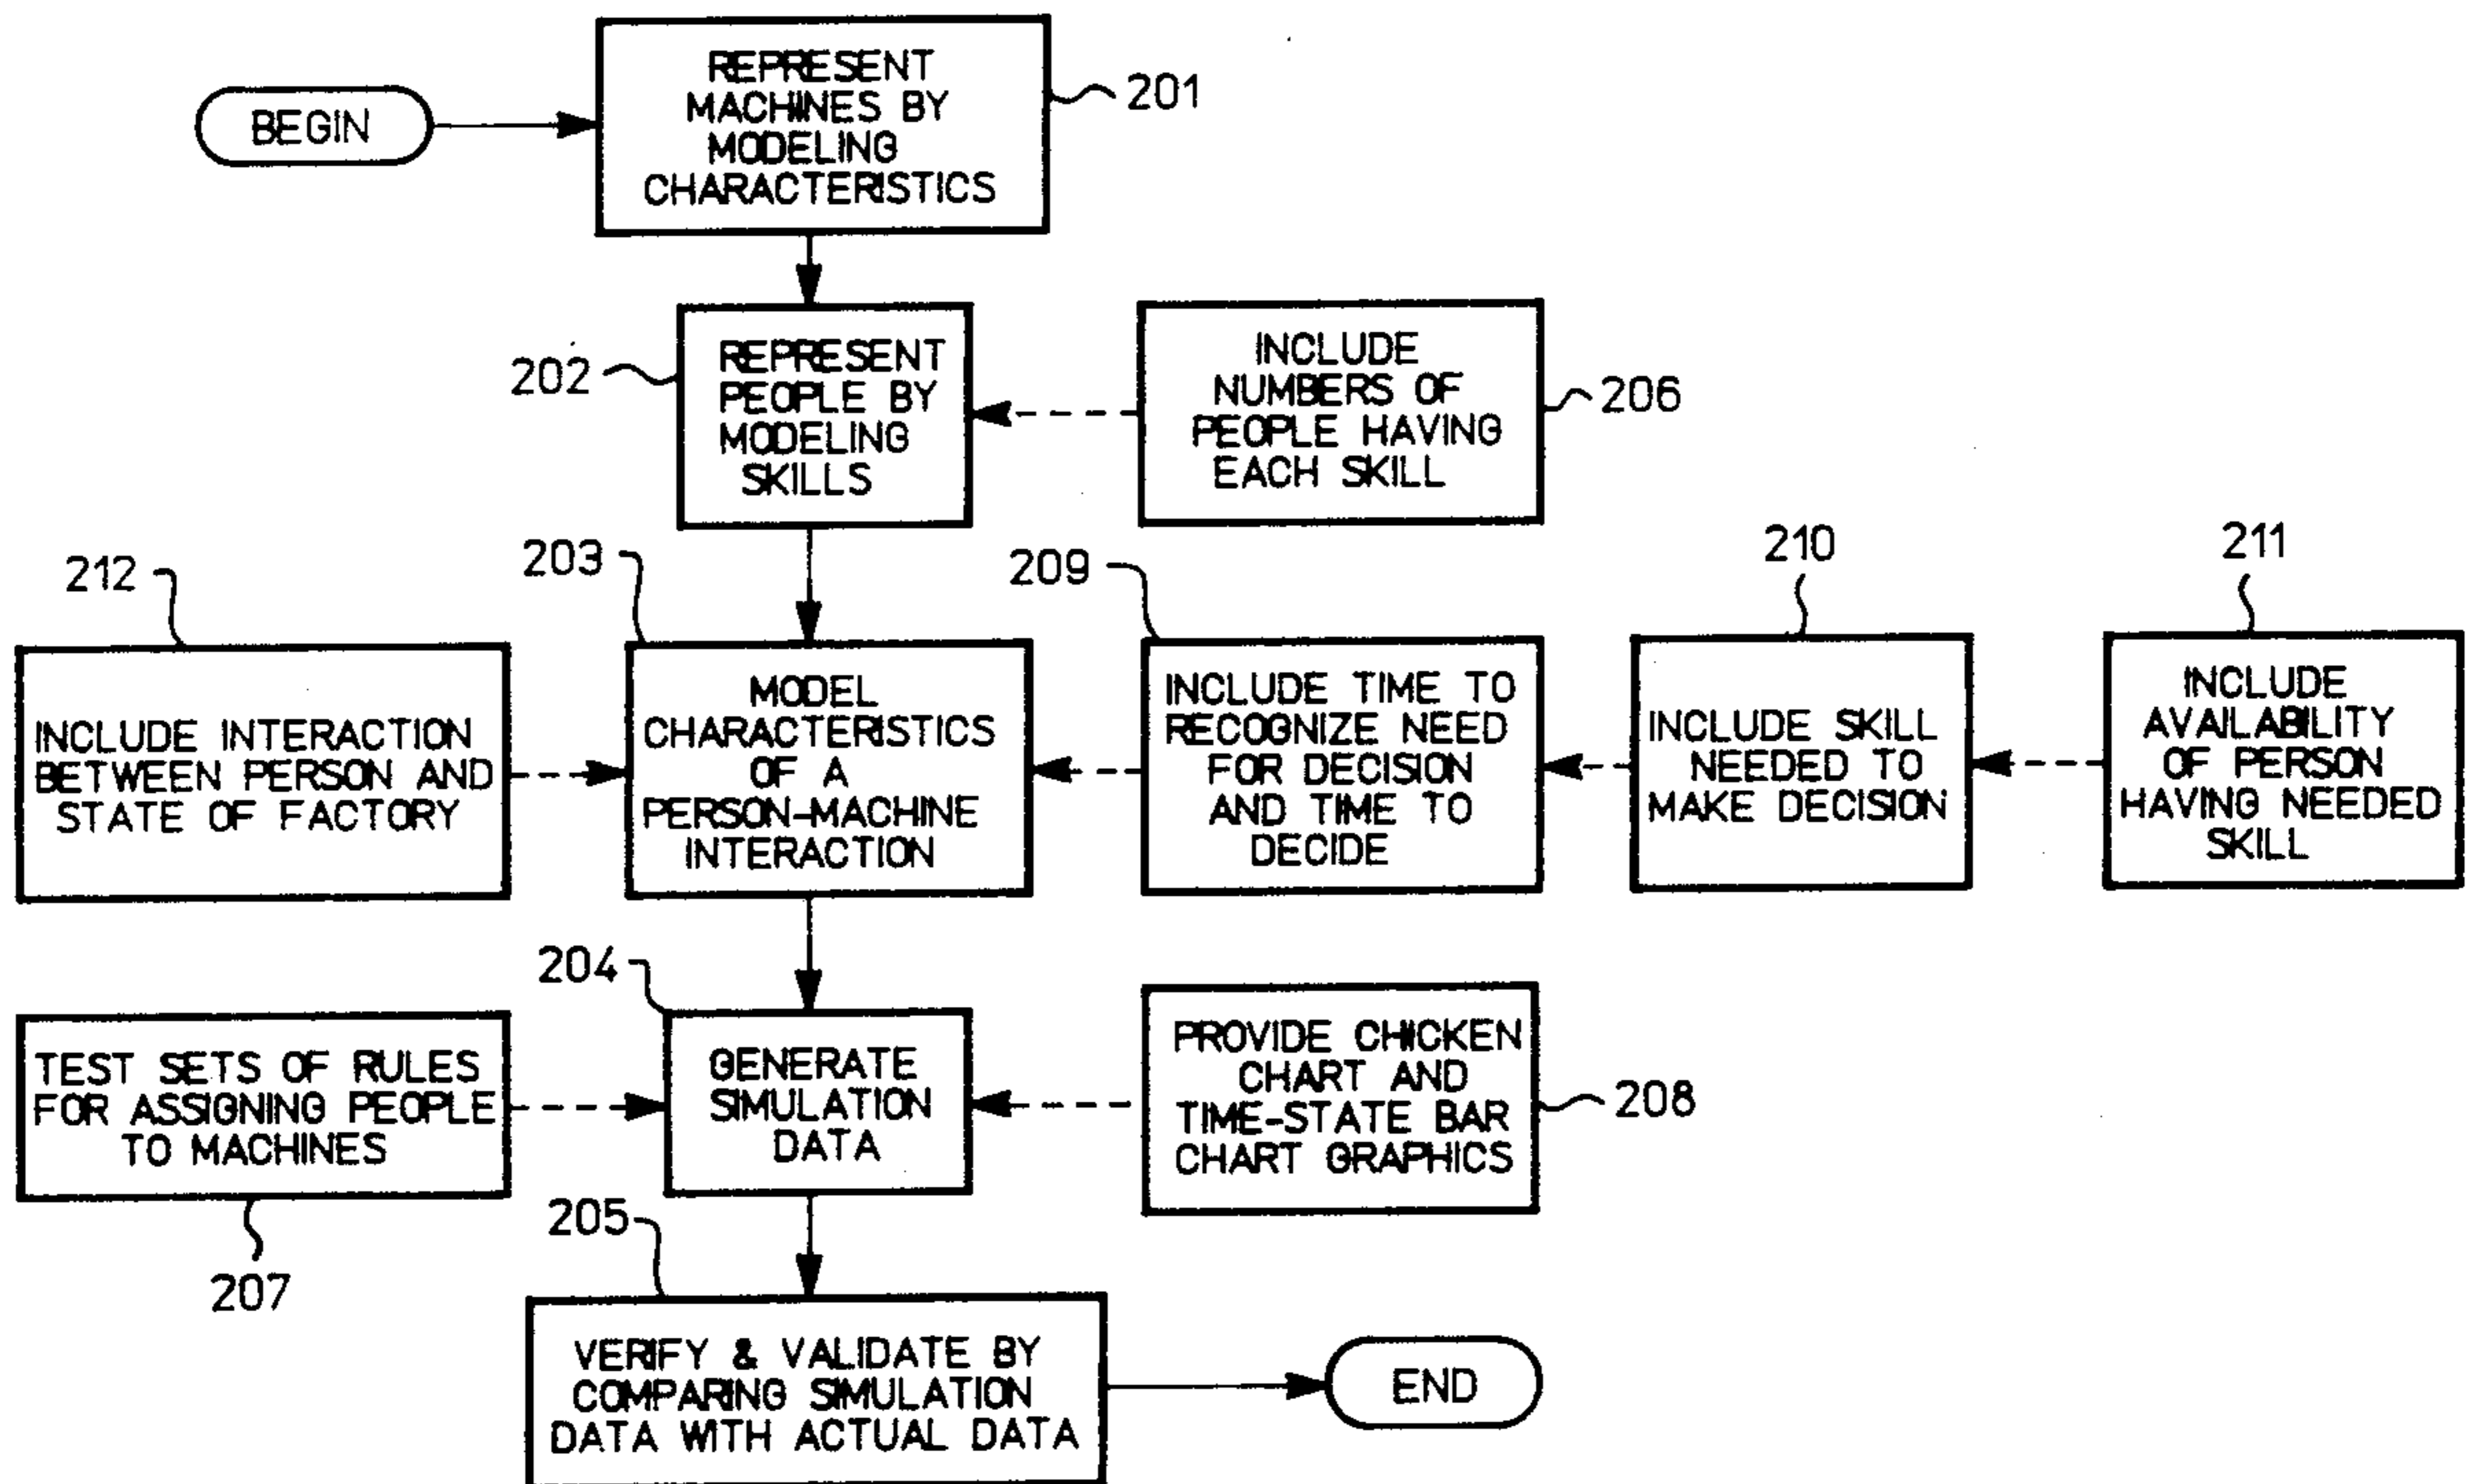 BEGIN
REPRESENT
MACHINES BY
MODELING
CHARACTERISTICS
201
202
REPRESENT
PEOPLE BY
MODELING
SKILLS
INCLUDE
NUMBERS OF
PEOPLE HAVING
EACH SKILL
206
212
203
209
210
211
INCLUDE INTERACTION
BETWEEN PERSON AND
STATE OF FACTORY
MODEL
CHARACTERISTICS
OF A
PERSON-MACHINE
INTERACTION
INCLUDE TIME TO
RECOGNIZE NEED
FOR DECISION
AND TIME TO
DECIDE
INCLUDE SKILL
NEEDED TO
MAKE DECISION
INCLUDE
AVAILABILITY
OF PERSON
HAVING NEEDED
SKILL
204
TEST SETS OF RULES
FOR ASSIGNING PEOPLE
TO MACHINES
207
GENERATE
SIMULATION
DATA
PROVIDE CHICKEN
CHART AND
TIME-STATE BAR
CHART GRAPHICS
208
205
VERIFY & VALIDATE BY
COMPARING SIMULATION
DATA WITH ACTUAL DATA
END